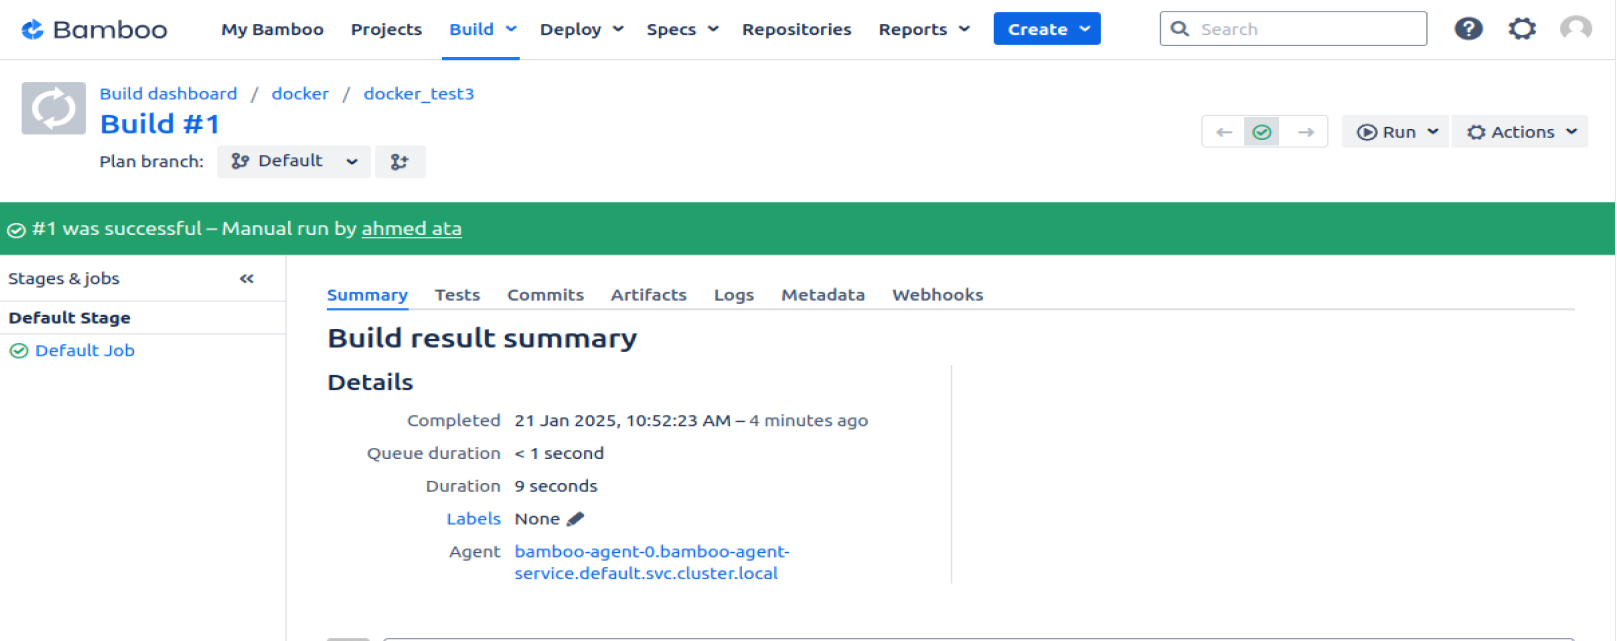 Bamboo
My Bamboo Projects Build Deploy Specs Repositories Reports Create Search
Build dashboard / docker / docker_test3
Build #1
Plan branch: Default
Run Actions
#1 was successful – Manual run by ahmed ata
Stages & jobs
Default Stage
Default Job
Summary Tests Commits Artifacts Logs Metadata Webhooks
Build result summary
Details
Completed 21 Jan 2025, 10:52:23 AM – 4 minutes ago
Queue duration < 1 second
Duration 9 seconds
Labels None
Agent bamboo-agent-0.bamboo-agent-
service.default.svc.cluster.local